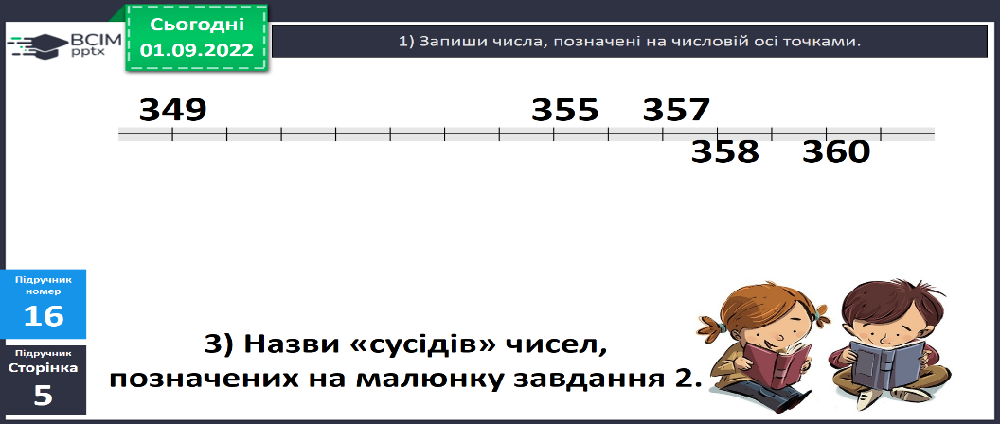 Сьогодні
01.09.2022
ВСІМ
pptx
1) Запиши числа, позначені на числовій осі точками.
349 355 357
358 360
Підручник
номер
16
Підручник
Сторінка
5
3) Назви «сусідів» чисел,
позначених на малюнку завдання 2.